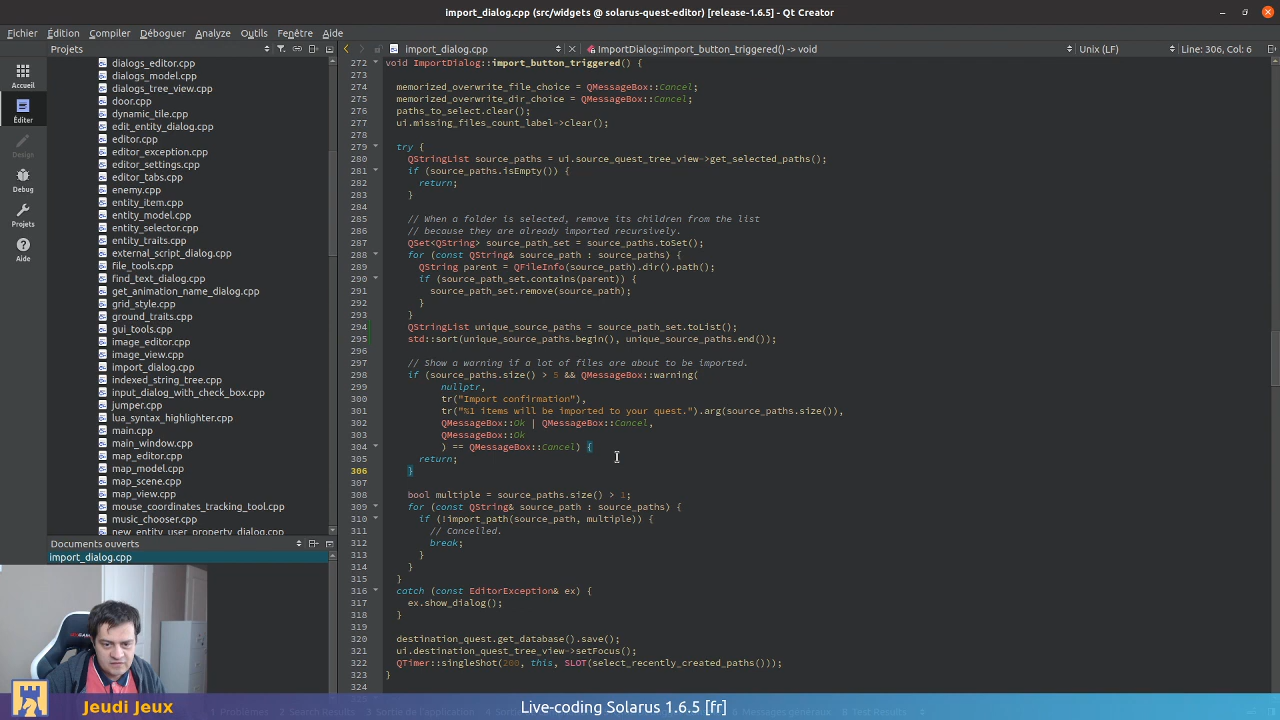 import_dialog.cpp (src/widgets @ solarus-quest-editor) [release-1.6.5] - Qt Creator
Fichier Édition Compiler Déboguer Analyze Outils Fenêtre Aide
Projets
import_dialog.cpp
ImportDialog::import_button_triggered() -> void
Unix (LF)
Line: 306, Col: 6
Accueil
Éditer
Design
Debug
Projets
Aide
dialogs_editor.cpp
dialogs_model.cpp
dialogs_tree_view.cpp
door.cpp
dynamic_tile.cpp
edit_entity_dialog.cpp
editor.cpp
editor_exception.cpp
editor_settings.cpp
editor_tabs.cpp
enemy.cpp
entity_item.cpp
entity_model.cpp
entity_selector.cpp
entity_traits.cpp
external_script_dialog.cpp
file_tools.cpp
find_text_dialog.cpp
get_animation_name_dialog.cpp
grid_style.cpp
ground_traits.cpp
gui_tools.cpp
image_editor.cpp
image_view.cpp
import_dialog.cpp
indexed_string_tree.cpp
input_dialog_with_check_box.cpp
jumper.cpp
lua_syntax_highlighter.cpp
main.cpp
main_window.cpp
map_editor.cpp
map_model.cpp
map_scene.cpp
map_view.cpp
mouse_coordinates_tracking_tool.cpp
music_chooser.cpp
new_entity_user_property_dialog.cpp
Documents ouverts
import_dialog.cpp
272 void ImportDialog::import_button_triggered() {
273
274 memorized_overwrite_file_choice = QMessageBox::Cancel;
275 memorized_overwrite_dir_choice = QMessageBox::Cancel;
276 paths_to_select.clear();
277 ui.missing_files_count_label->clear();
278
279 try {
280 QStringList source_paths = ui.source_quest_tree_view->get_selected_paths();
281 if (source_paths.isEmpty()) {
282 return;
283 }
284
285 // When a folder is selected, remove its children from the list
286 // because they are already imported recursively.
287 QSet<QString> source_path_set = source_paths.toSet();
288 for (const QString& source_path : source_paths) {
289 QString parent = QFileInfo(source_path).dir().path();
290 if (source_path_set.contains(parent)) {
291 source_path_set.remove(source_path);
292 }
293 }
294 QStringList unique_source_paths = source_path_set.toList();
295 std::sort(unique_source_paths.begin(), unique_source_paths.end());
296
297 // Show a warning if a lot of files are about to be imported.
298 if (source_paths.size() > 5 && QMessageBox::warning(
299 nullptr,
300 tr("Import confirmation"),
301 tr("%1 items will be imported to your quest.").arg(source_paths.size()),
302 QMessageBox::Ok | QMessageBox::Cancel,
303 QMessageBox::Ok
304 ) == QMessageBox::Cancel) {
305 return;
306 }
307
308 bool multiple = source_paths.size() > 1;
309 for (const QString& source_path : source_paths) {
310 if (!import_path(source_path, multiple)) {
311 // Cancelled.
312 break;
313 }
314 }
315 }
316 catch (const EditorException& ex) {
317 ex.show_dialog();
318 }
319
320 destination_quest.get_database().save();
321 ui.destination_quest_tree_view->setFocus();
322 QTimer::singleShot(200, this, SLOT(select_recently_created_paths()));
323 }
324
Jeudi Jeux
Live-coding Solarus 1.6.5 [fr]